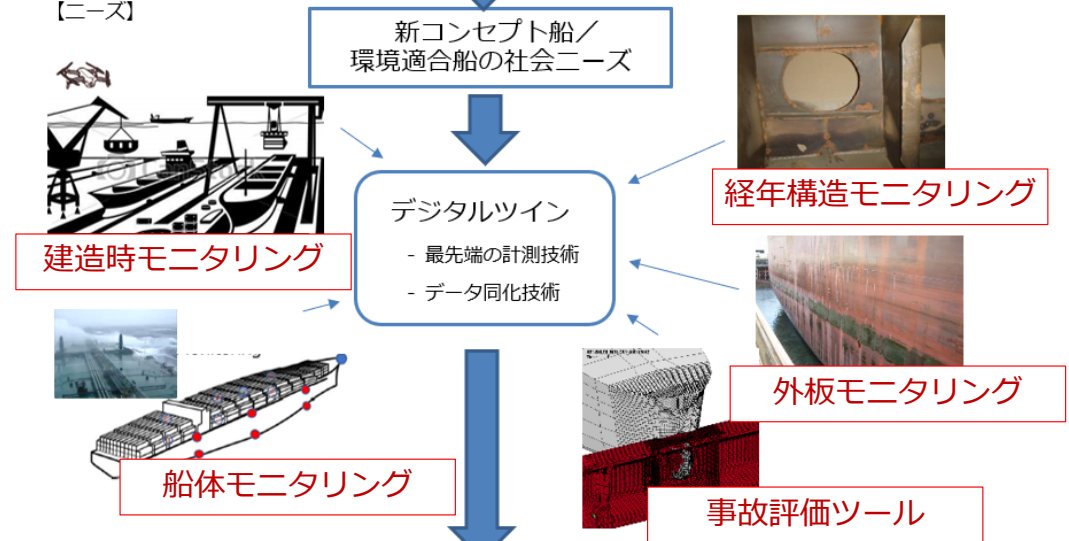 【ニーズ】
新コンセプト船／
環境適合船の社会ニーズ
経年構造モニタリング
デジタルツイン
- 最先端の計測技術
- データ同化技術
建造時モニタリング
外板モニタリング
船体モニタリング
事故評価ツール